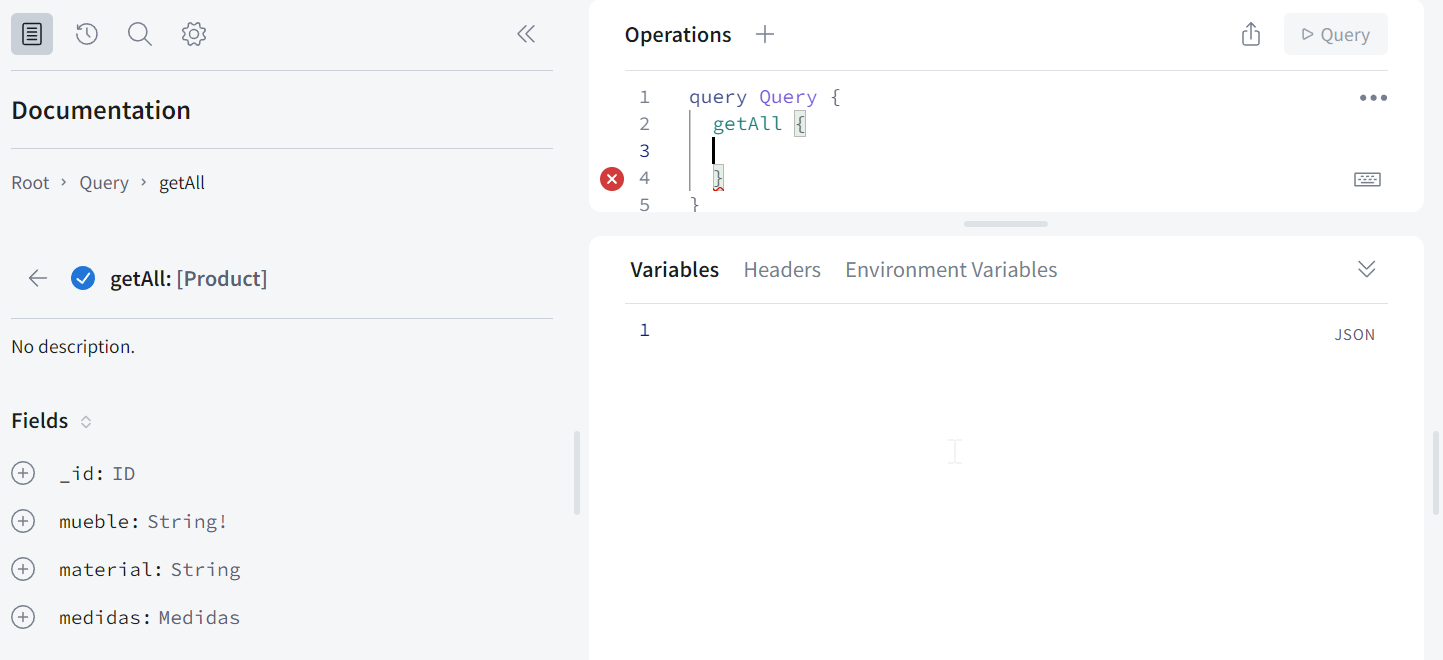 Documentation
Root › Query › getAll
getAll: [Product]
No description.
Fields
_id: ID
mueble: String!
material: String
medidas: Medidas
Operations
Query
1 query Query {
2 getAll {
3
4 }
5 }
Variables Headers Environment Variables
1
JSON